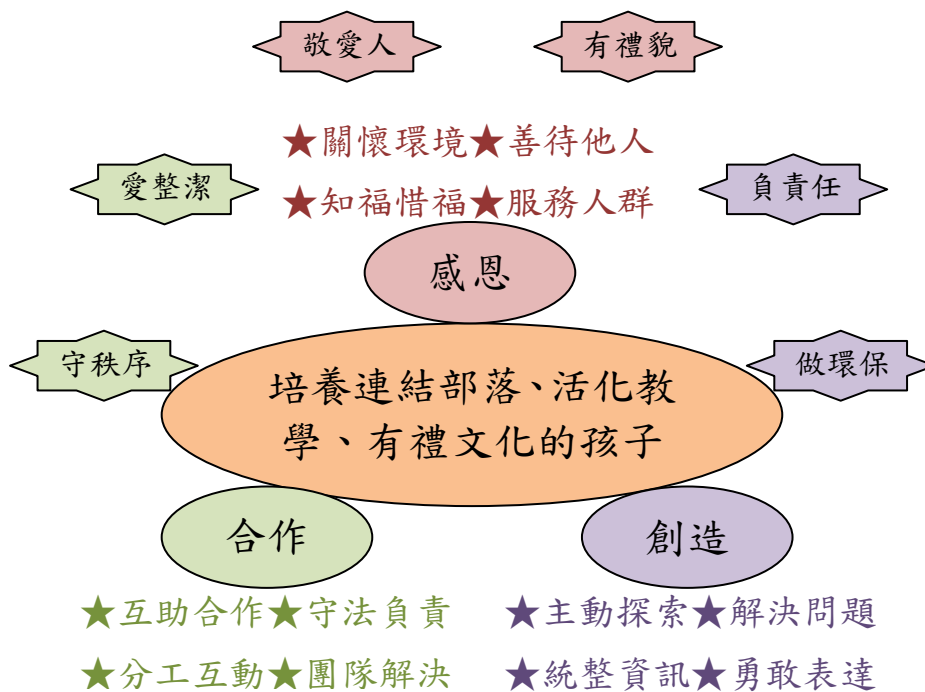 敬愛人
有禮貌
★關懷環境★善待他人
愛整潔
負責任
★知福惜福★服務人群
感恩
守秩序
做環保
培養連結部落、活化教
學、有禮文化的孩子
合作
創造
★互助合作★守法負責
★主動探索★解決問題
★分工互動★團隊解決
★統整資訊★勇敢表達